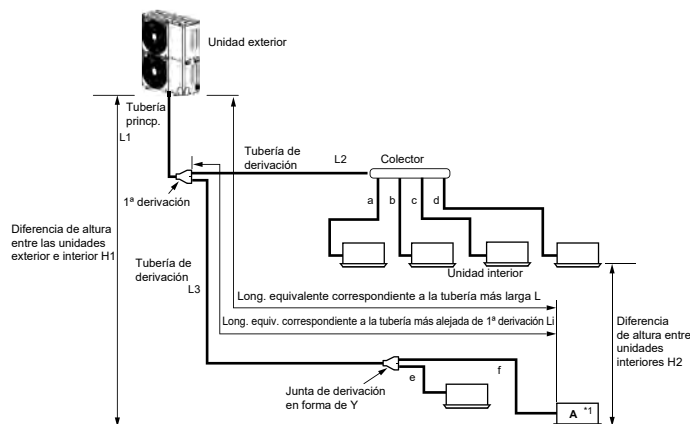 Unidad exterior
Tubería
princp.
L1
Tubería de
derivación
L2
Colector
1ª derivación
a
b
c
d
Diferencia de altura
entre las unidades
exterior e interior H1
Tubería de
derivación
L3
Unidad interior
Long. equivalente correspondiente a la tubería más larga L
Long. equiv. correspondiente a la tubería más alejada de 1ª derivación Li
Diferencia
de altura entre
unidades
interiores H2
Junta de derivación
en forma de Y
e
f
A *1